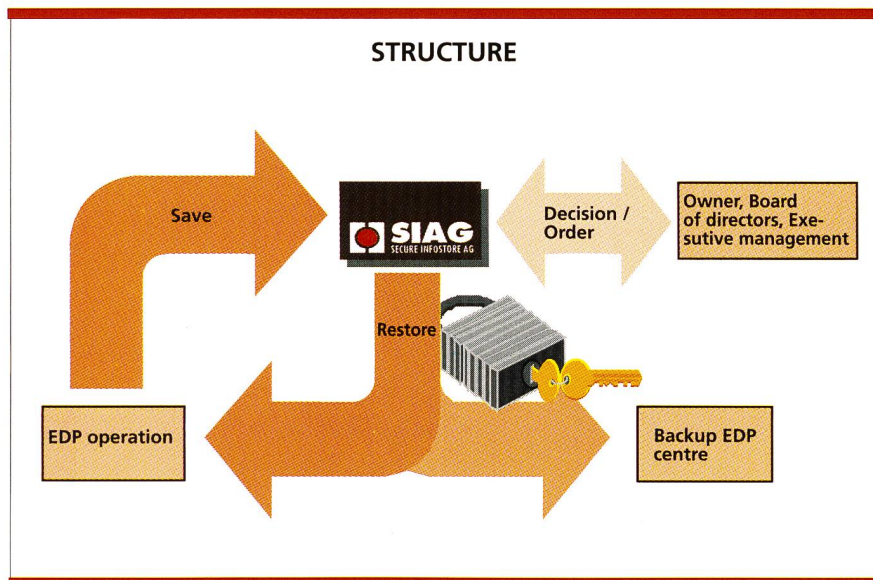 STRUCTURE
Save
SIAG
SECURE INFOSTORE AG
Decision /
Order
Owner, Board
of directors, Exe-
sutive management
Restore
EDP operation
Backup EDP
centre